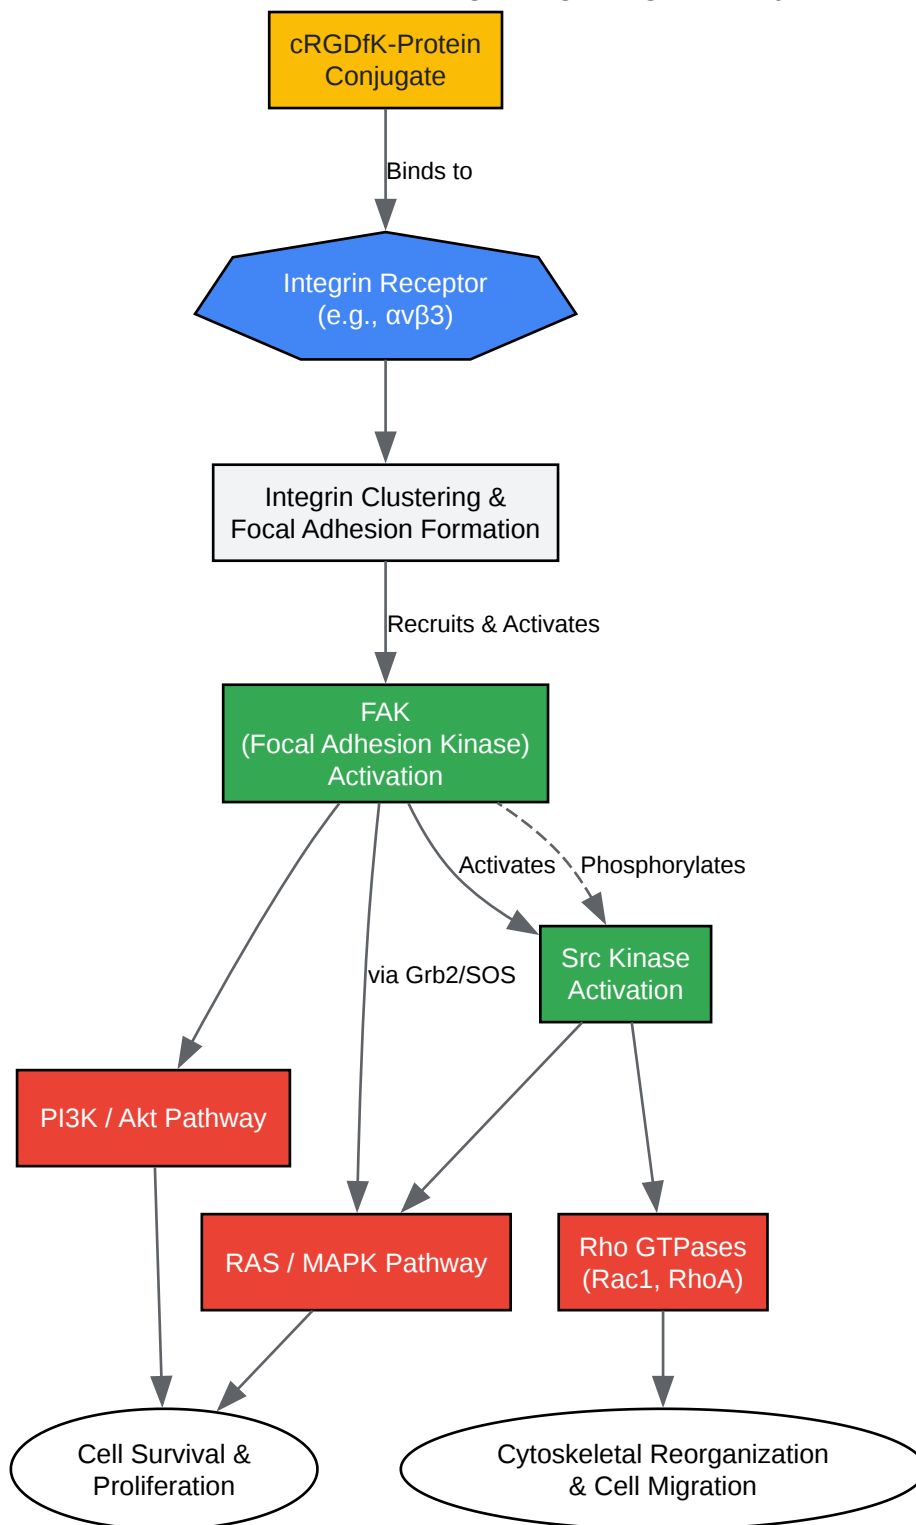 cRGDfK-Protein
Conjugate
Binds to
Integrin Receptor
(e.g., αvβ3)
Integrin Clustering &
Focal Adhesion Formation
Recruits & Activates
FAK
(Focal Adhesion Kinase)
Activation
Activates
Phosphorylates
Src Kinase
Activation
via Grb2/SOS
PI3K / Akt Pathway
RAS / MAPK Pathway
Rho GTPases
(Rac1, RhoA)
Cell Survival &
Proliferation
Cytoskeletal Reorganization
& Cell Migration